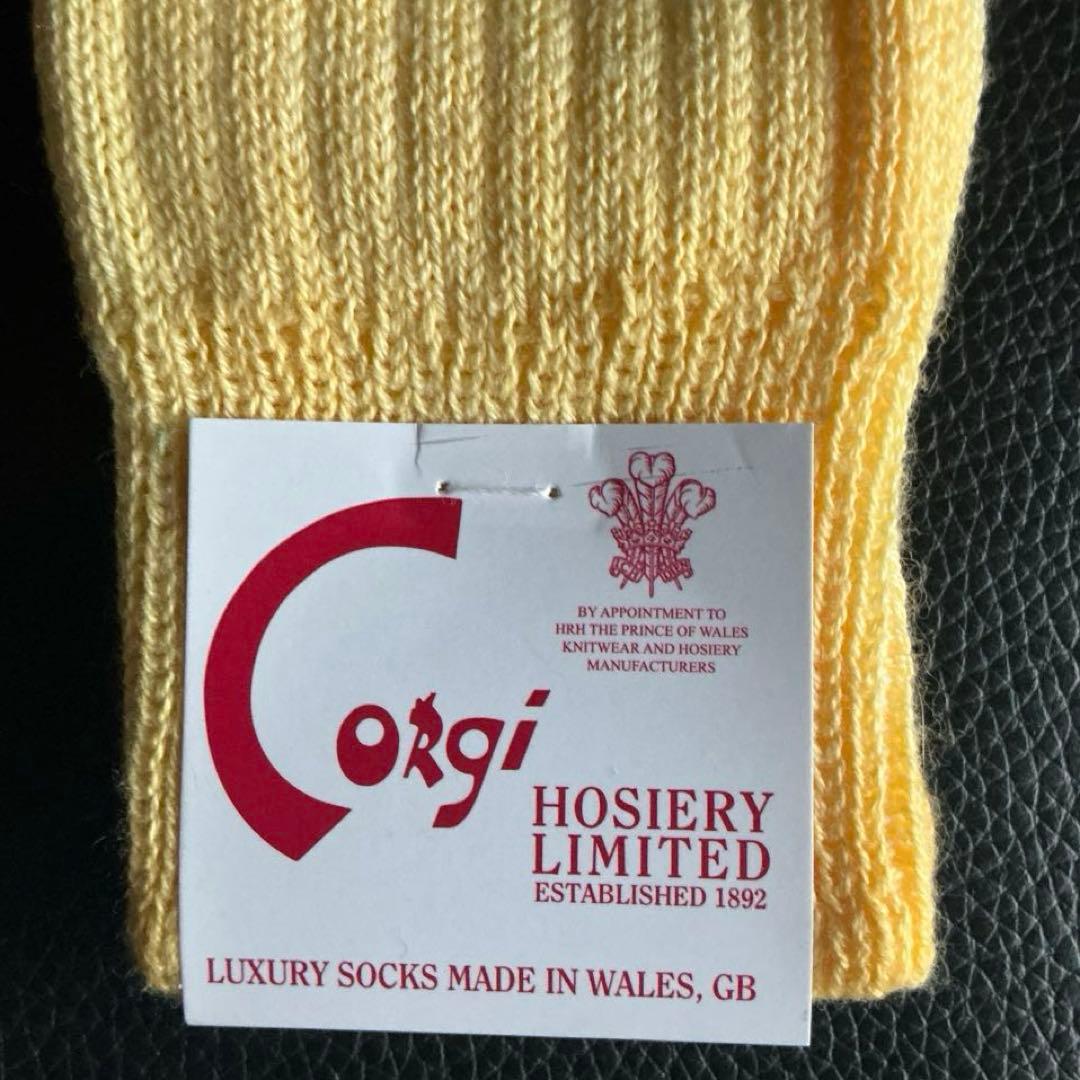 BY APPOINTMENT TO
HRH THE PRINCE OF WALES
KNITWEAR AND HOSIERY
MANUFACTURERS
CORgi
HOSIERY
LIMITED
ESTABLISHED 1892
LUXURY SOCKS MADE IN WALES, GB